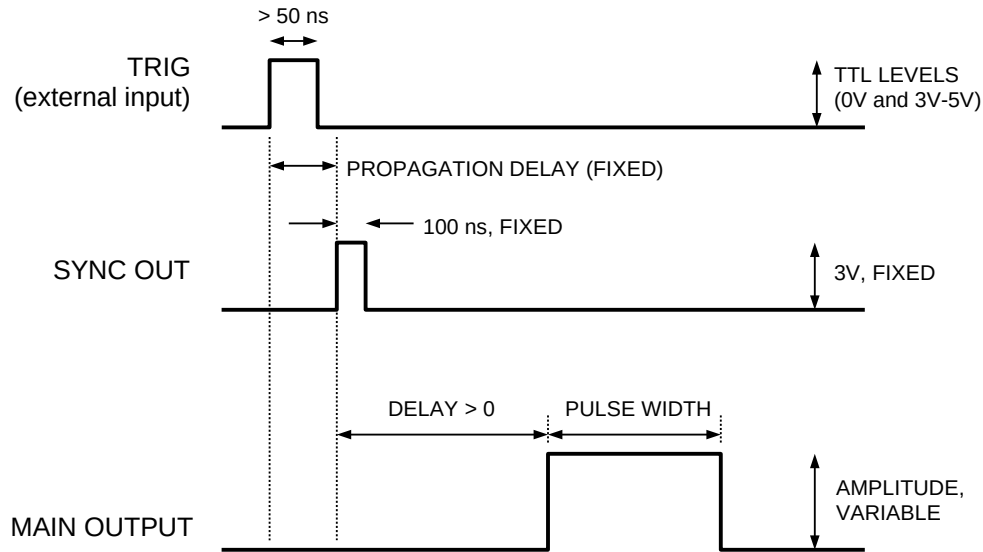 > 50 ns
TRIG
(external input)
TTL LEVELS
(0V and 3V-5V)
PROPAGATION DELAY (FIXED)
100 ns, FIXED
SYNC OUT
3V, FIXED
DELAY > 0
PULSE WIDTH
AMPLITUDE,
VARIABLE
MAIN OUTPUT